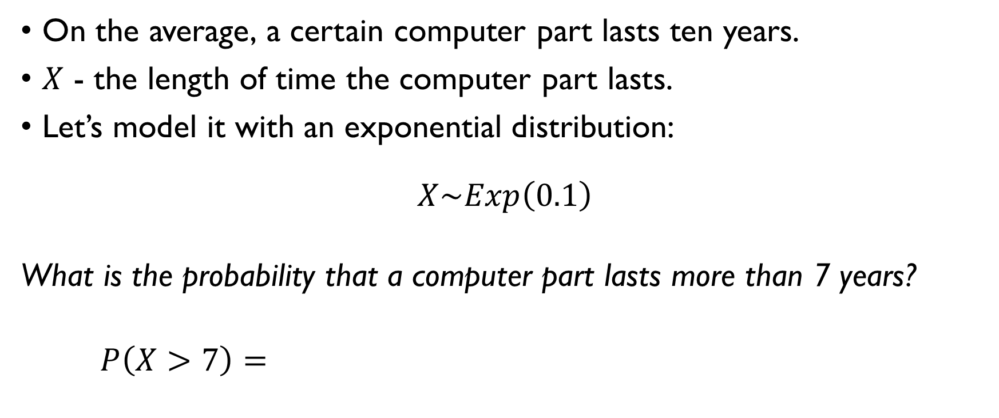 • On the average, a certain computer part lasts ten years.
• X - the length of time the computer part lasts.
• Let’s model it with an exponential distribution:
X~Exp(0.1)
What is the probability that a computer part lasts more than 7 years?
P(X > 7) =